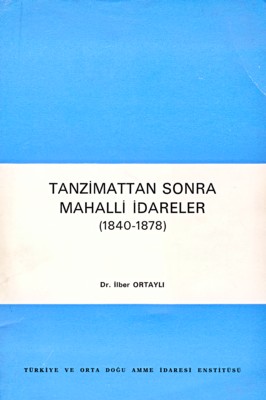 TANZİMATTAN SONRA
MAHALLİ İDARELER
(1840-1878)
Dr. İlber ORTAYLI
TÜRKİYE VE ORTA DOĞU AMME İDARESİ ENSTİTÜSÜ